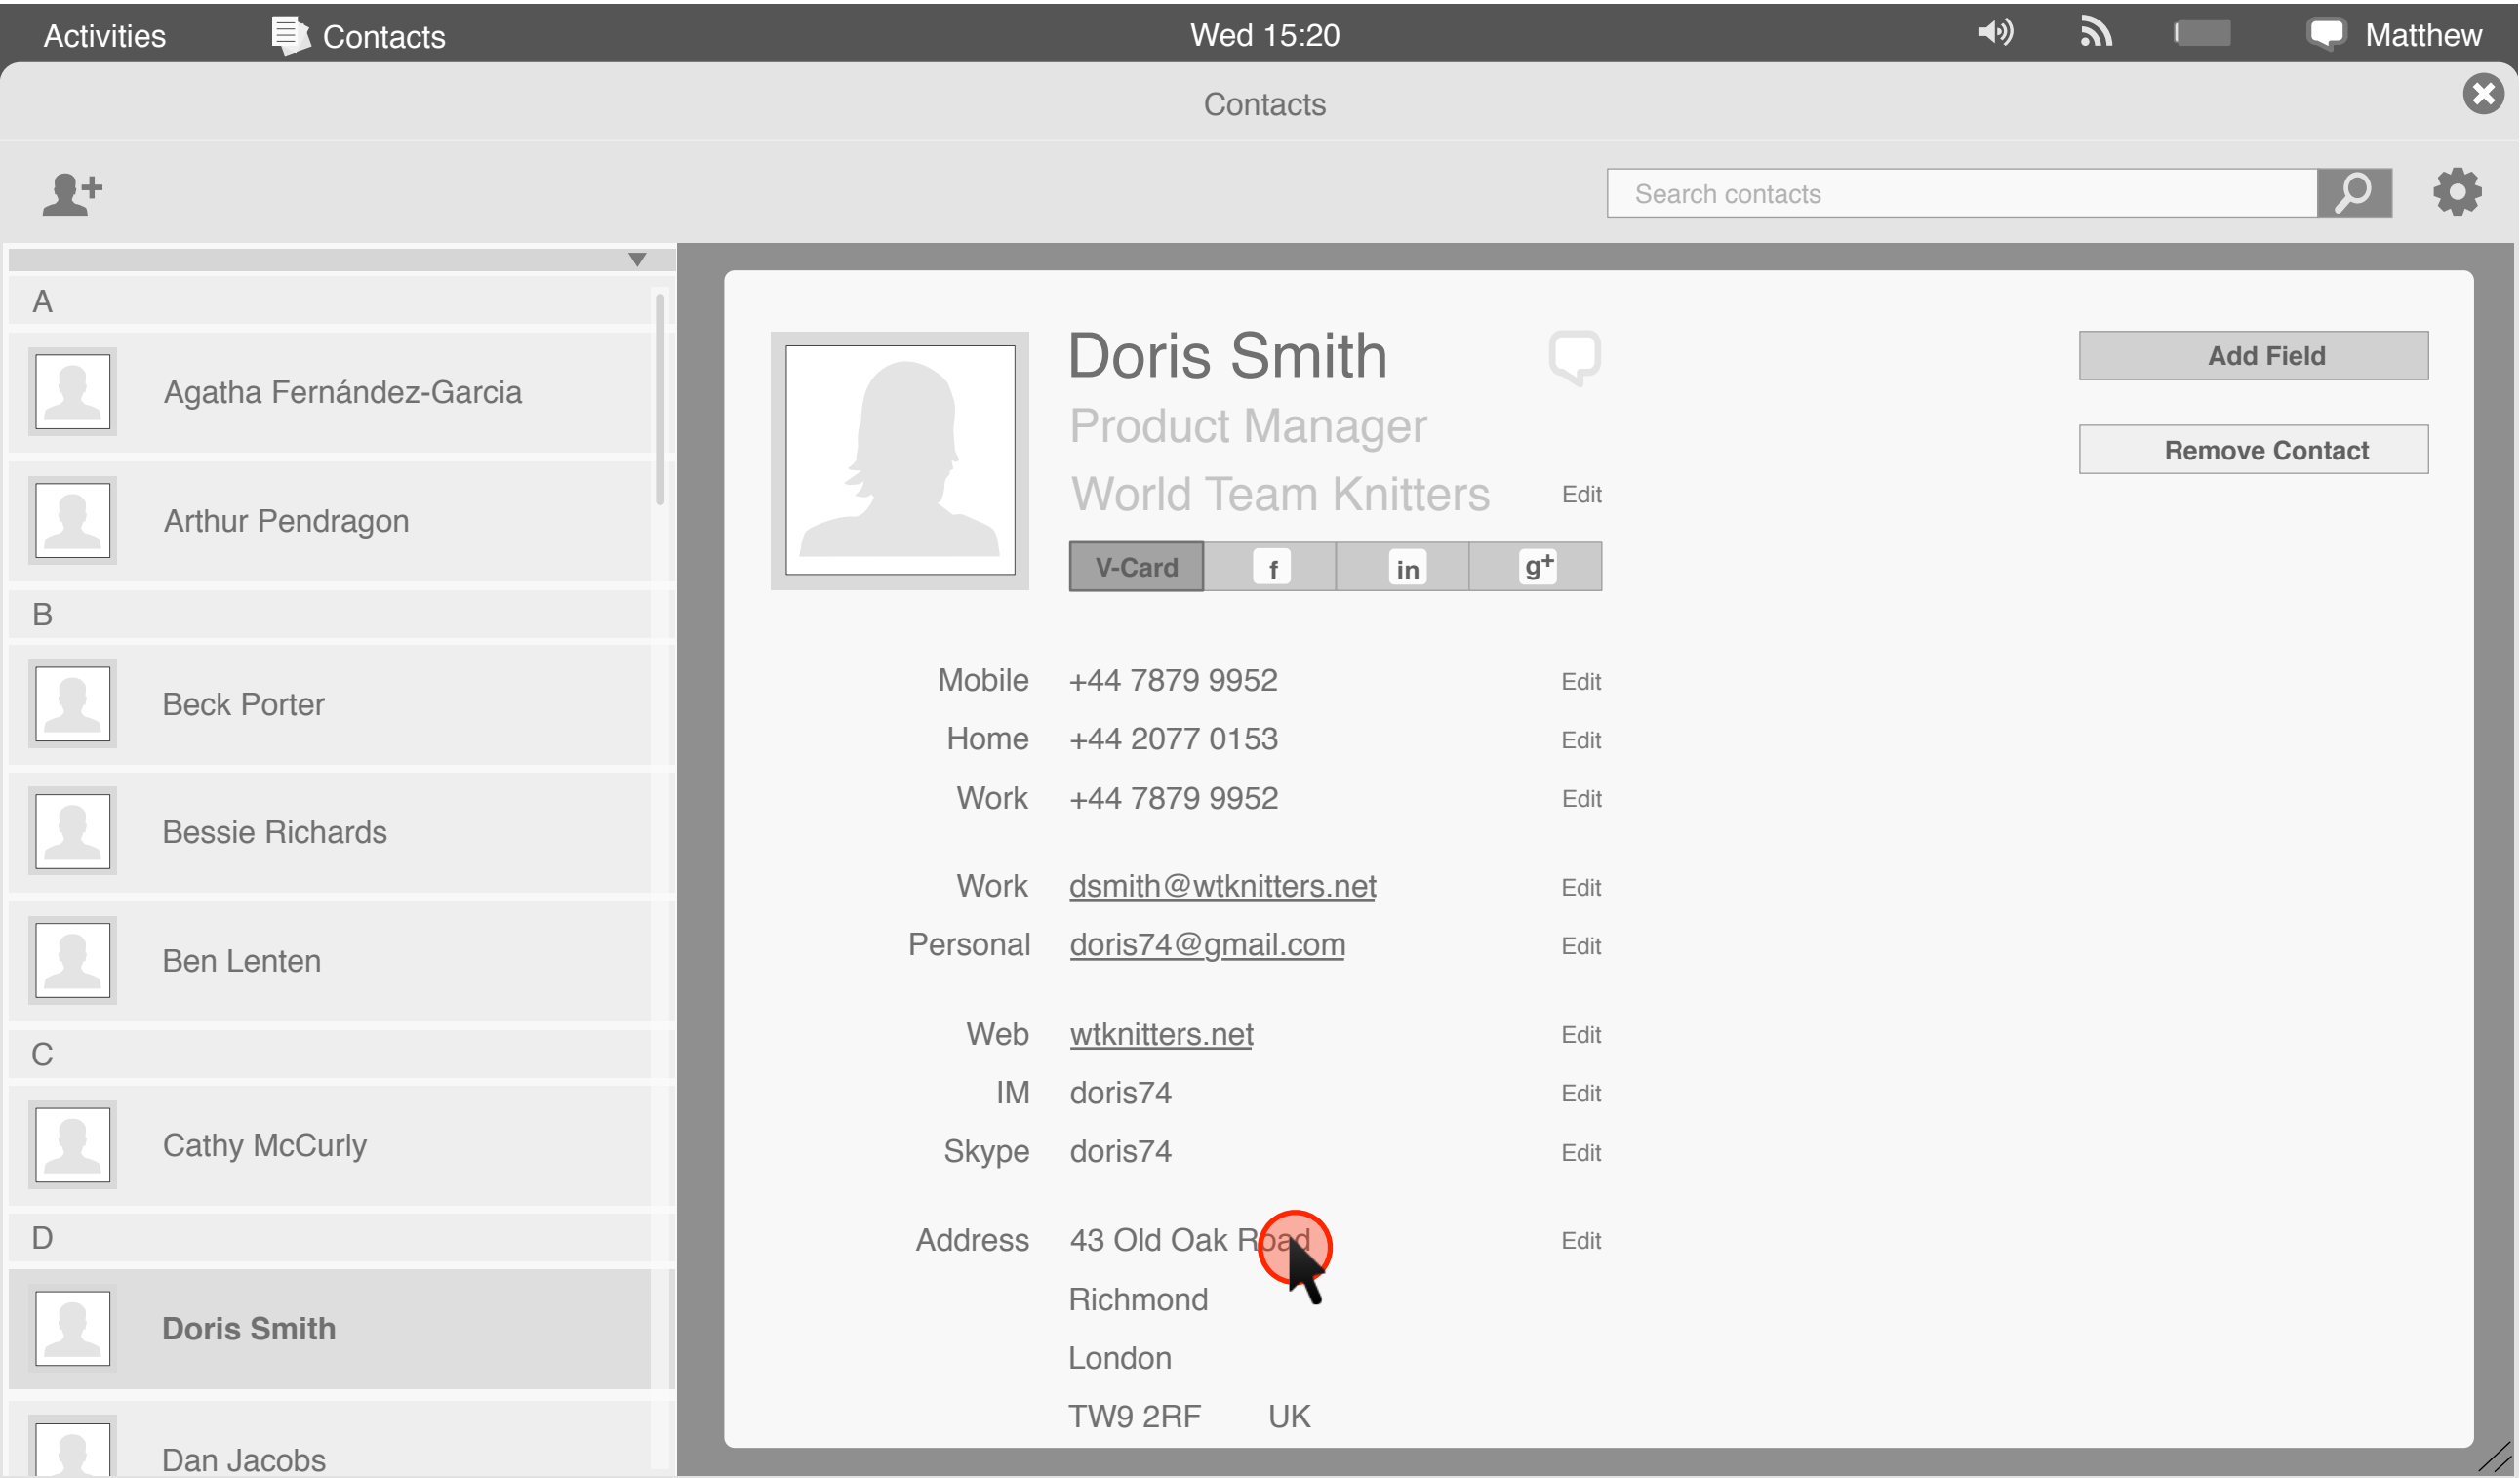 Activities
Contacts
Wed 15:20
Matthew
Contacts
Search contacts
A
Agatha Fernández-Garcia
Arthur Pendragon
B
Beck Porter
Bessie Richards
Ben Lenten
C
Cathy McCurly
D
Doris Smith
Dan Jacobs
Doris Smith
Product Manager
World Team Knitters Edit
Add Field
Remove Contact
V-Card f in g+
Mobile +44 7879 9952 Edit
Home +44 2077 0153 Edit
Work +44 7879 9952 Edit
Work dsmith@wtknitters.net Edit
Personal doris74@gmail.com Edit
Web wtknitters.net Edit
IM doris74 Edit
Skype doris74 Edit
Address 43 Old Oak Road Edit
Richmond
London
TW9 2RF UK